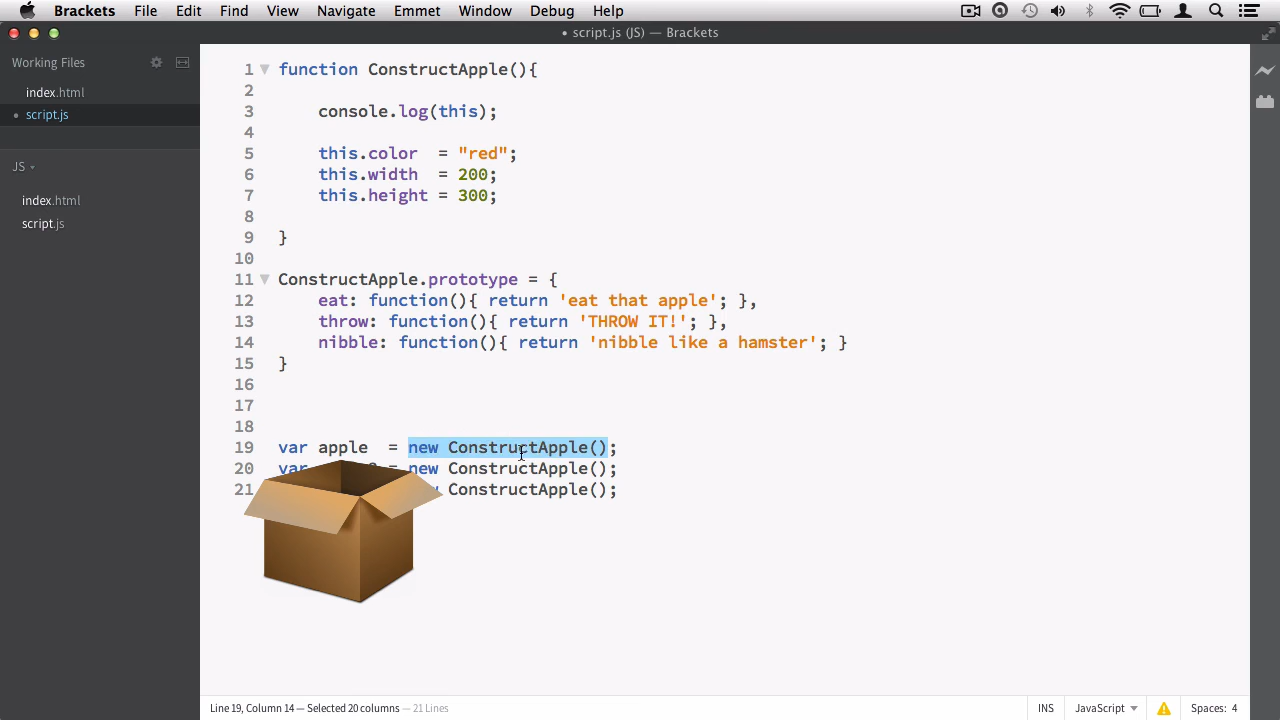 Brackets File Edit Find View Navigate Emmet Window Debug Help
• script.js (JS) — Brackets
Working Files
index.html
• script.js
JS
index.html
script.js
1 function ConstructApple(){
2
3 console.log(this);
4
5 this.color = "red";
6 this.width = 200;
7 this.height = 300;
8
9 }
10
11 ConstructApple.prototype = {
12 eat: function(){ return 'eat that apple'; },
13 throw: function(){ return 'THROW IT!'; },
14 nibble: function(){ return 'nibble like a hamster'; }
15 }
16
17
18
19 var apple = new ConstructApple();
20 var = new ConstructApple();
21 ConstructApple();
Line 19, Column 14 — Selected 20 columns — 21 Lines
INS JavaScript Spaces: 4